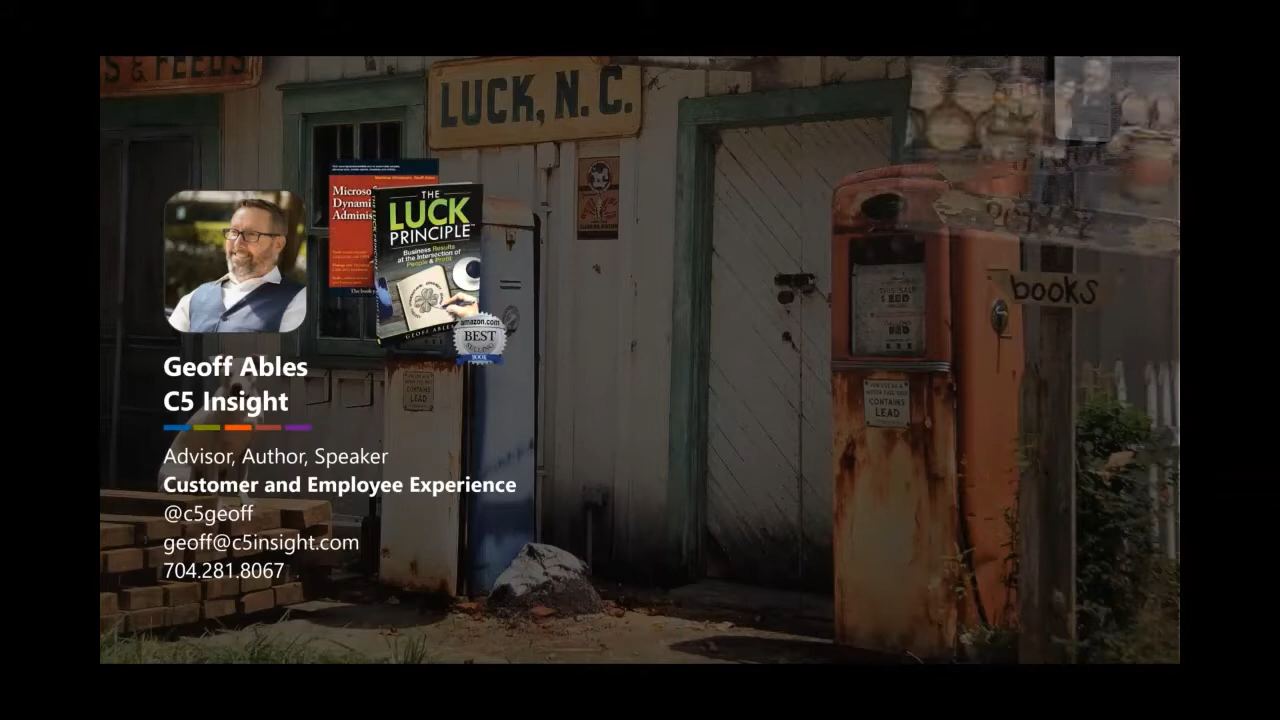 S & FEEDS
LUCK, N.C.
Microso
Dynami
Adminis
THE
LUCK
PRINCIPLE
Business Results
at the Intersection of
People & Profit
GEOFF ABLES
amazon.com
BEST
SELLING
BOOK
books
CONTAINS
LEAD
CONTAINS
LEAD
Geoff Ables
C5 Insight
Advisor, Author, Speaker
Customer and Employee Experience
@c5geoff
geoff@c5insight.com
704.281.8067